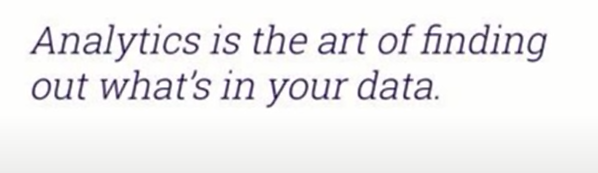 Analytics is the art of finding
out what's in your data.